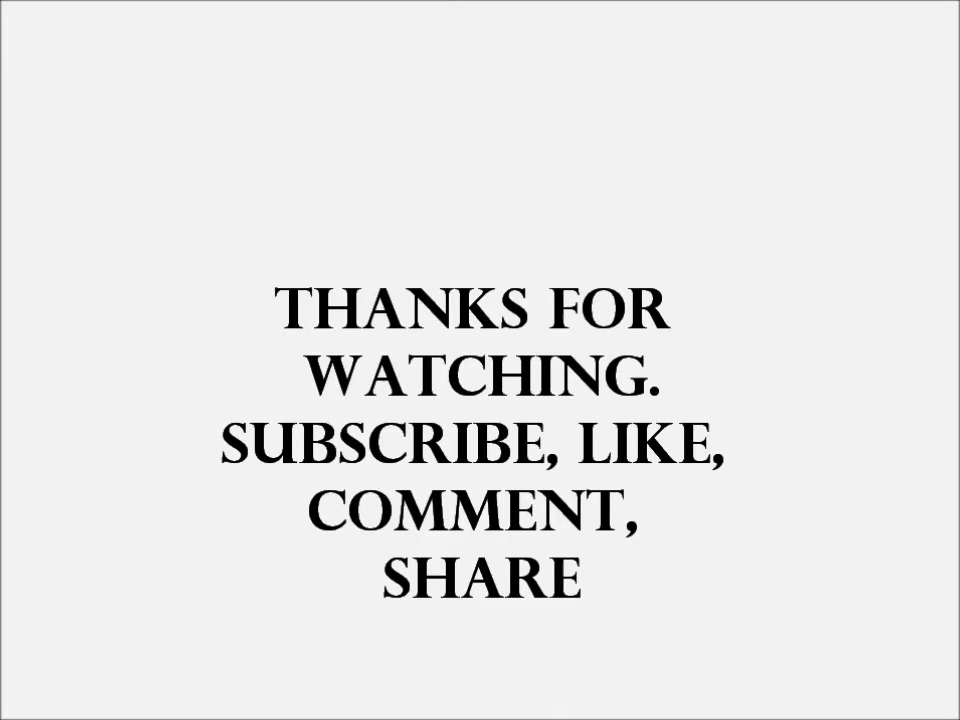 THANKS FOR
WATCHING.
SUBSCRIBE, LIKE,
COMMENT,
SHARE